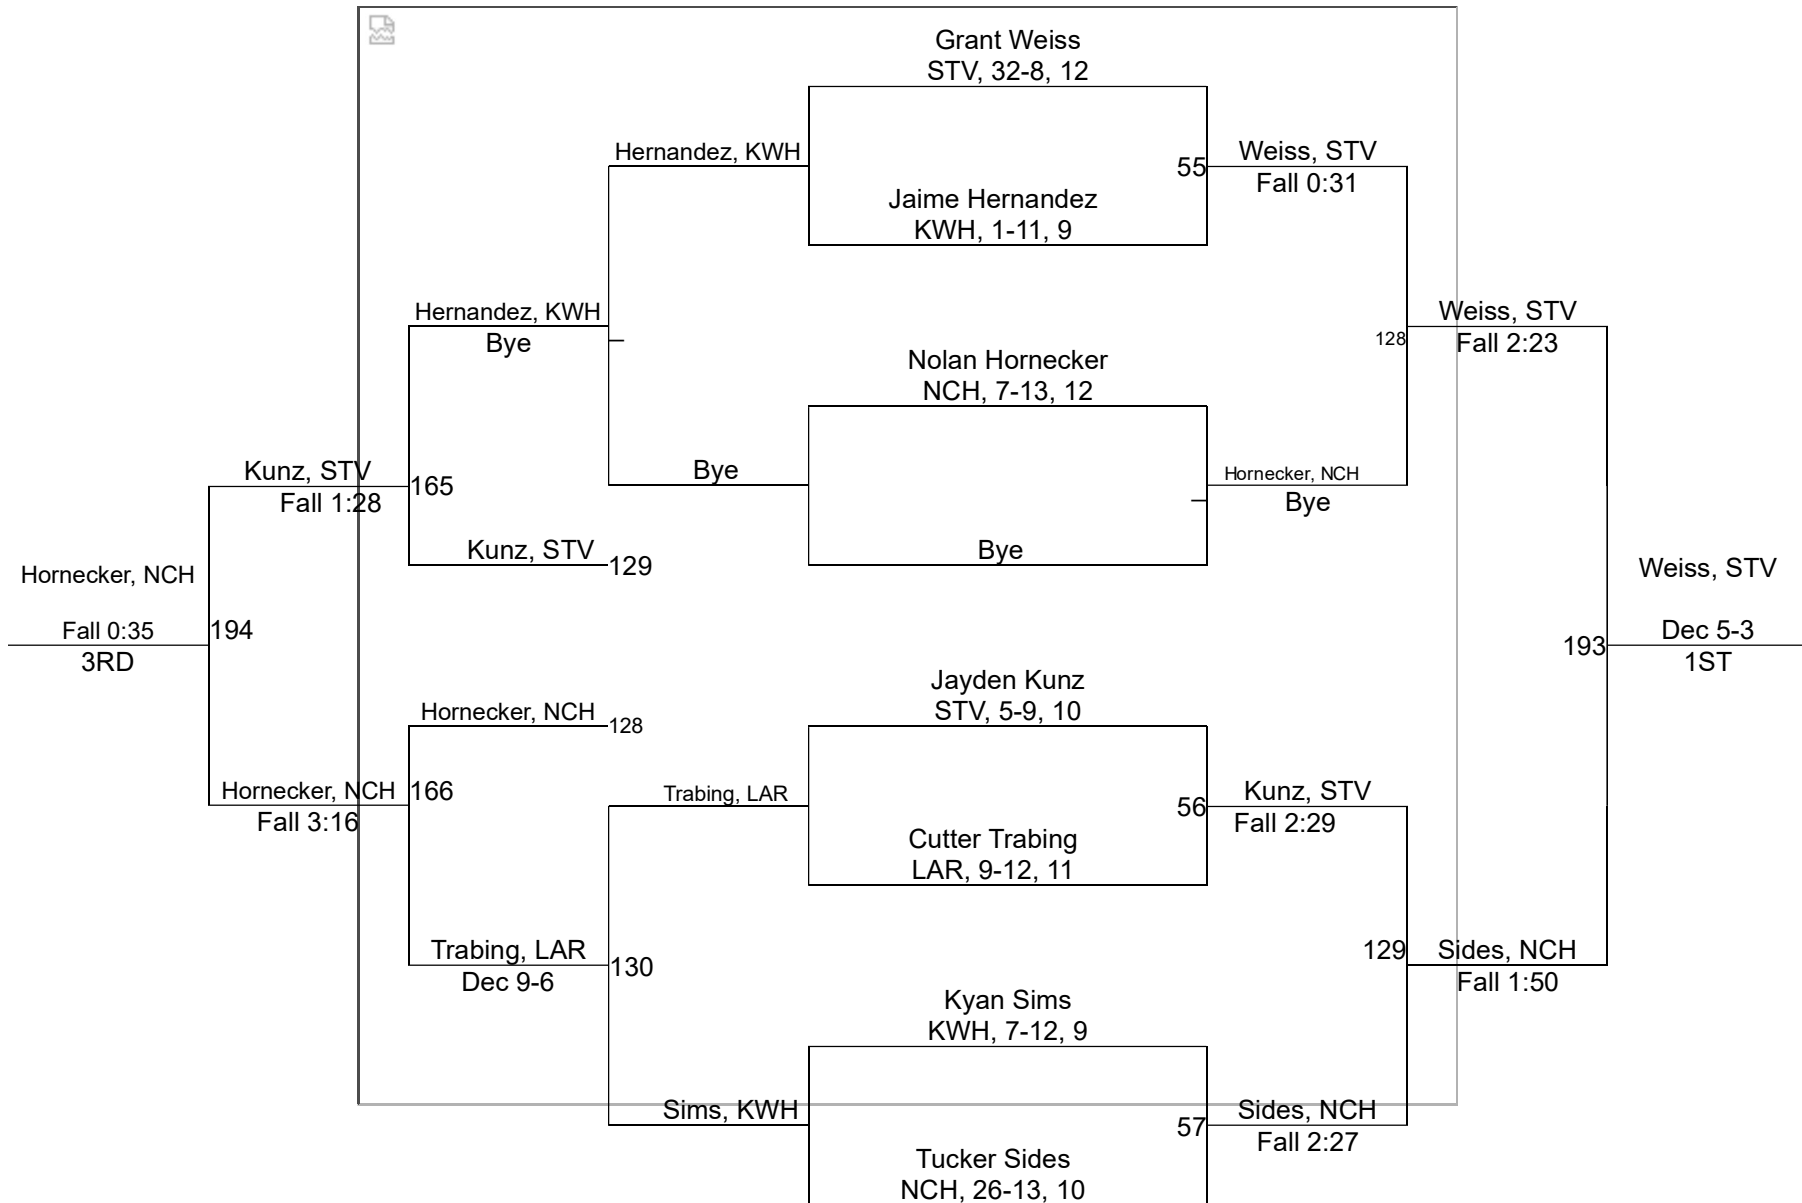 Grant Weiss
STV, 32-8, 12
Hernandez, KWH
55
Weiss, STV
Fall 0:31
Jaime Hernandez
KWH, 1-11, 9
Hernandez, KWH
Bye
Weiss, STV
Fall 2:23
128
Nolan Hornecker
NCH, 7-13, 12
Kunz, STV
Fall 1:28
165
Bye
Hornecker, NCH
Bye
Kunz, STV
129
Bye
Hornecker, NCH
Fall 0:35
3RD
194
Weiss, STV
193
Dec 5-3
1ST
Jayden Kunz
STV, 5-9, 10
Hornecker, NCH
128
Hornecker, NCH
Fall 3:16
166
Trabing, LAR
56
Kunz, STV
Fall 2:29
Cutter Trabing
LAR, 9-12, 11
Trabing, LAR
Dec 9-6
130
129
Sides, NCH
Fall 1:50
Kyan Sims
KWH, 7-12, 9
Sims, KWH
57
Sides, NCH
Fall 2:27
Tucker Sides
NCH, 26-13, 10